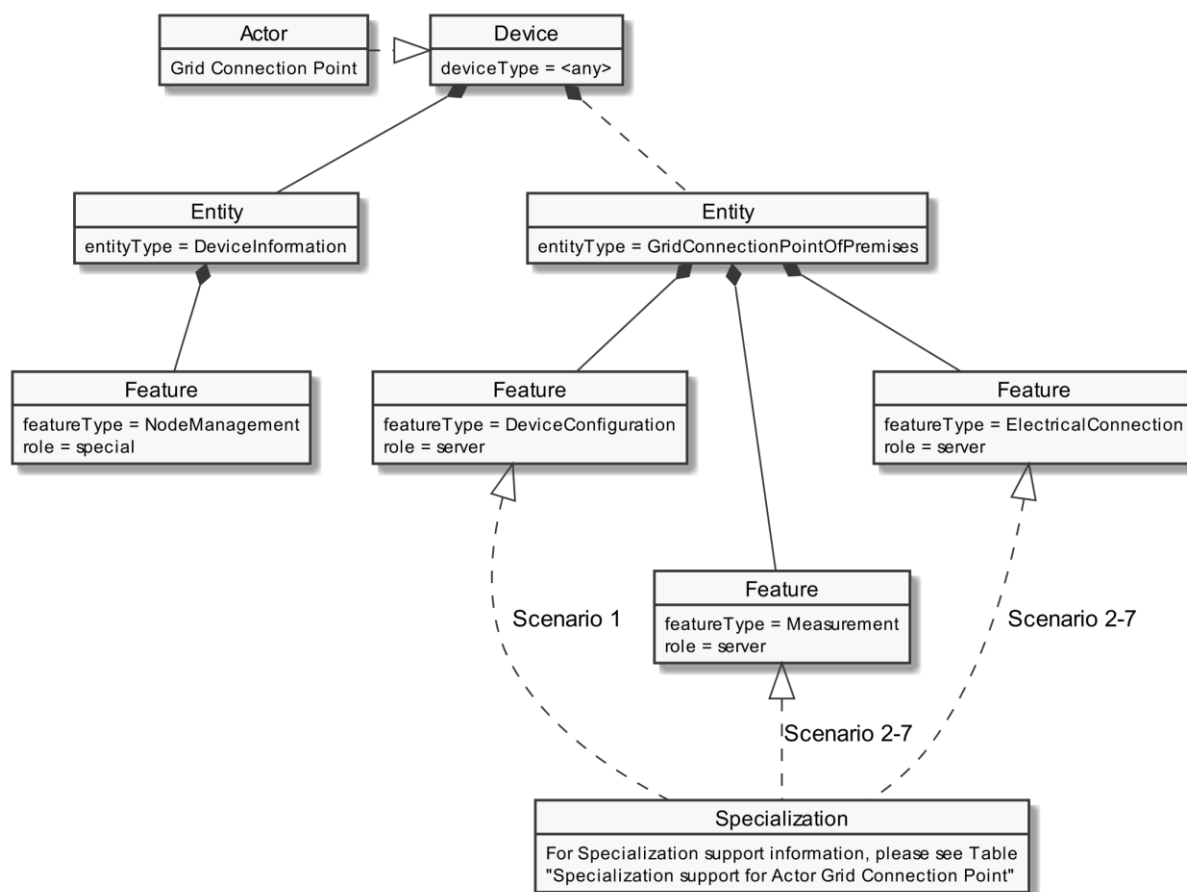 Actor
Grid Connection Point
Device
deviceType = <any>
Entity
entityType = DeviceInformation
Entity
entityType = GridConnectionPointOfPremises
Feature
featureType = NodeManagement
role = special
Feature
featureType = DeviceConfiguration
role = server
Feature
featureType = ElectricalConnection
role = server
Feature
featureType = Measurement
role = server
Scenario 1
Scenario 2-7
Scenario 2-7
Specialization
For Specialization support information, please see Table
"Specialization support for Actor Grid Connection Point"